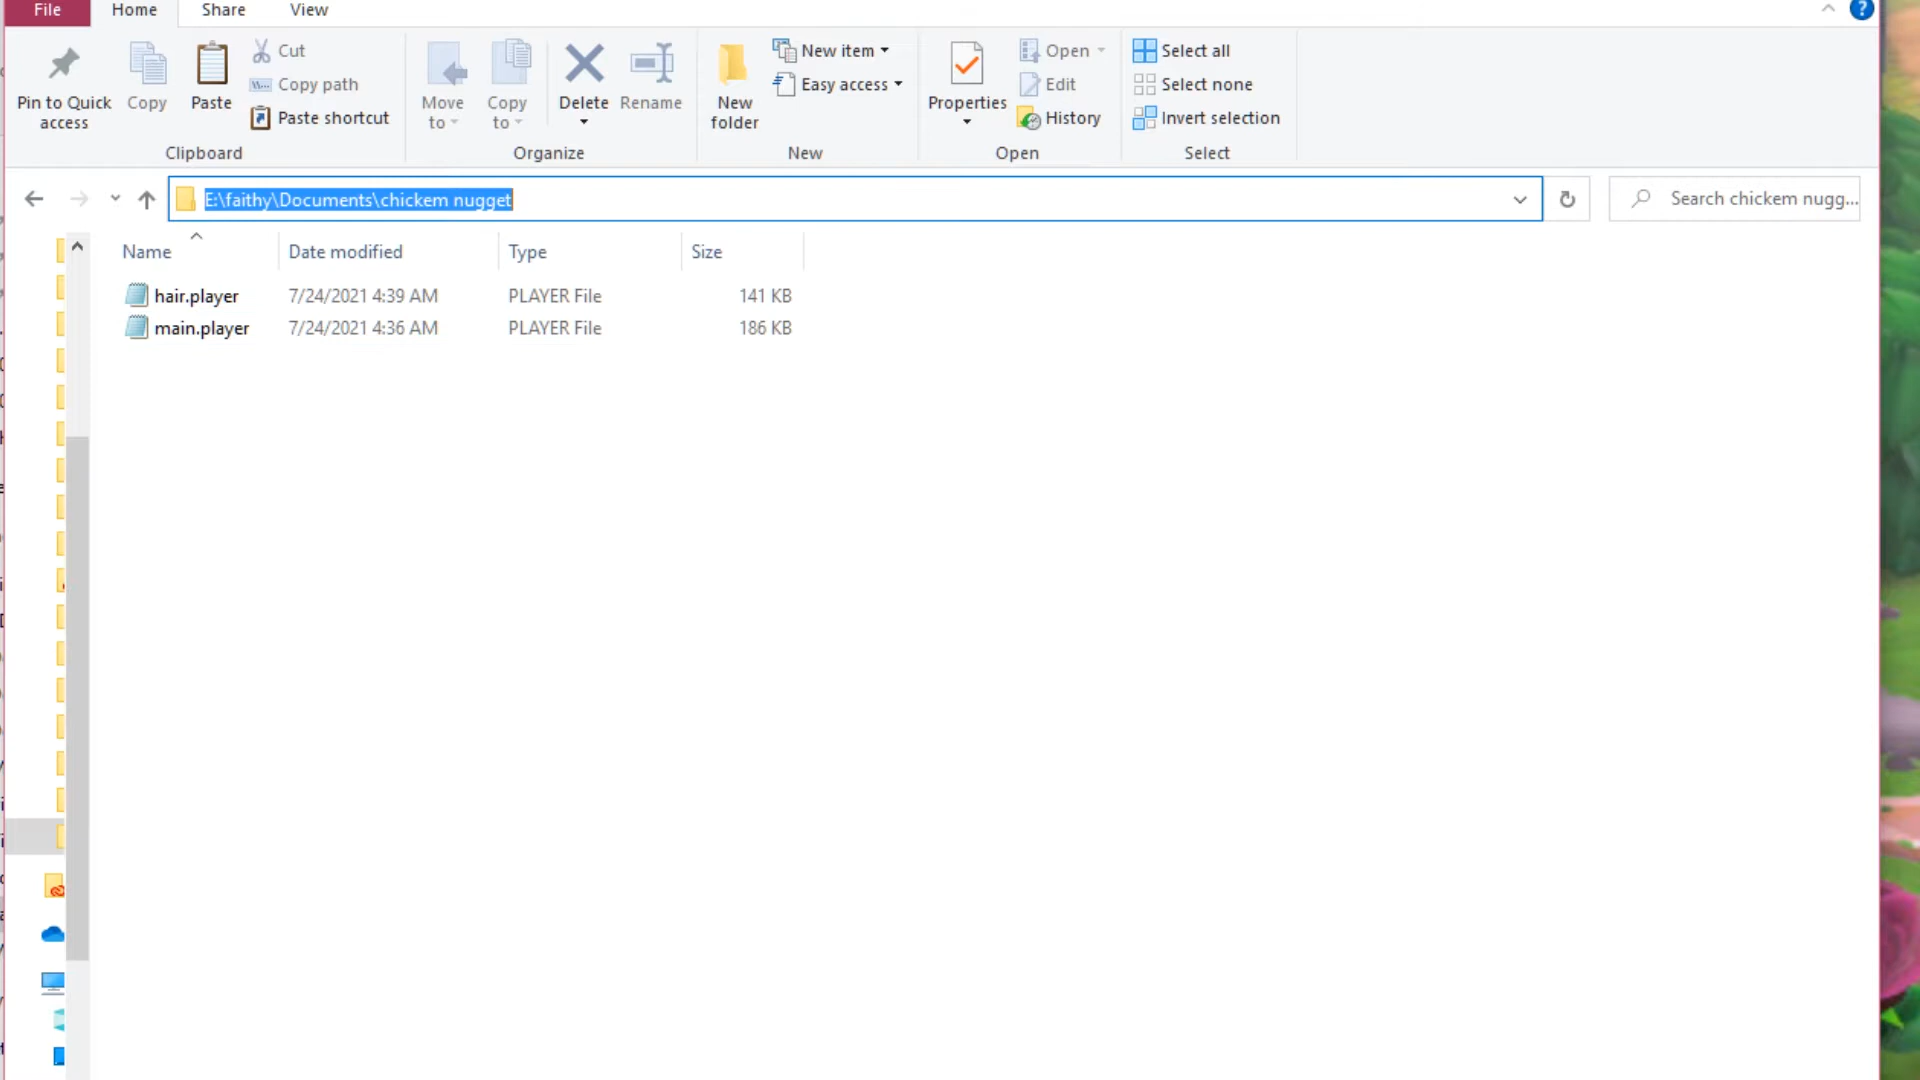 File Home Share View
Pin to Quick access
Copy
Paste
Cut
Copy path
Paste shortcut
Clipboard
Move to
Copy to
Delete
Rename
Organize
New folder
New item
Easy access
New
Properties
Open
Edit
History
Open
Select all
Select none
Invert selection
Select
E:\faithy\Documents\chickem nugget
Search chickem nugg...
Name Date modified Type Size
hair.player 7/24/2021 4:39 AM PLAYER File 141 KB
main.player 7/24/2021 4:36 AM PLAYER File 186 KB